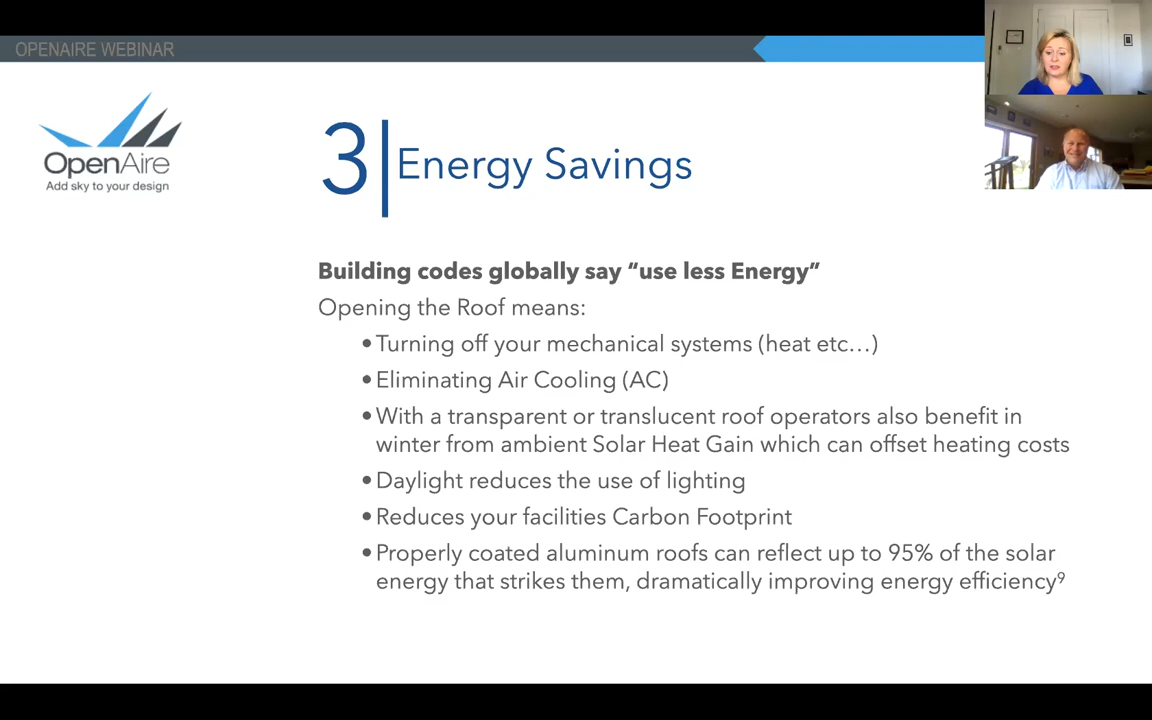 OPENAIRE WEBINAR
OpenAire
Add sky to your design
3 Energy Savings
Building codes globally say “use less Energy”
Opening the Roof means:
•Turning off your mechanical systems (heat etc…)
•Eliminating Air Cooling (AC)
•With a transparent or translucent roof operators also benefit in
winter from ambient Solar Heat Gain which can offset heating costs
•Daylight reduces the use of lighting
•Reduces your facilities Carbon Footprint
•Properly coated aluminum roofs can reflect up to 95% of the solar
energy that strikes them, dramatically improving energy efficiency⁹